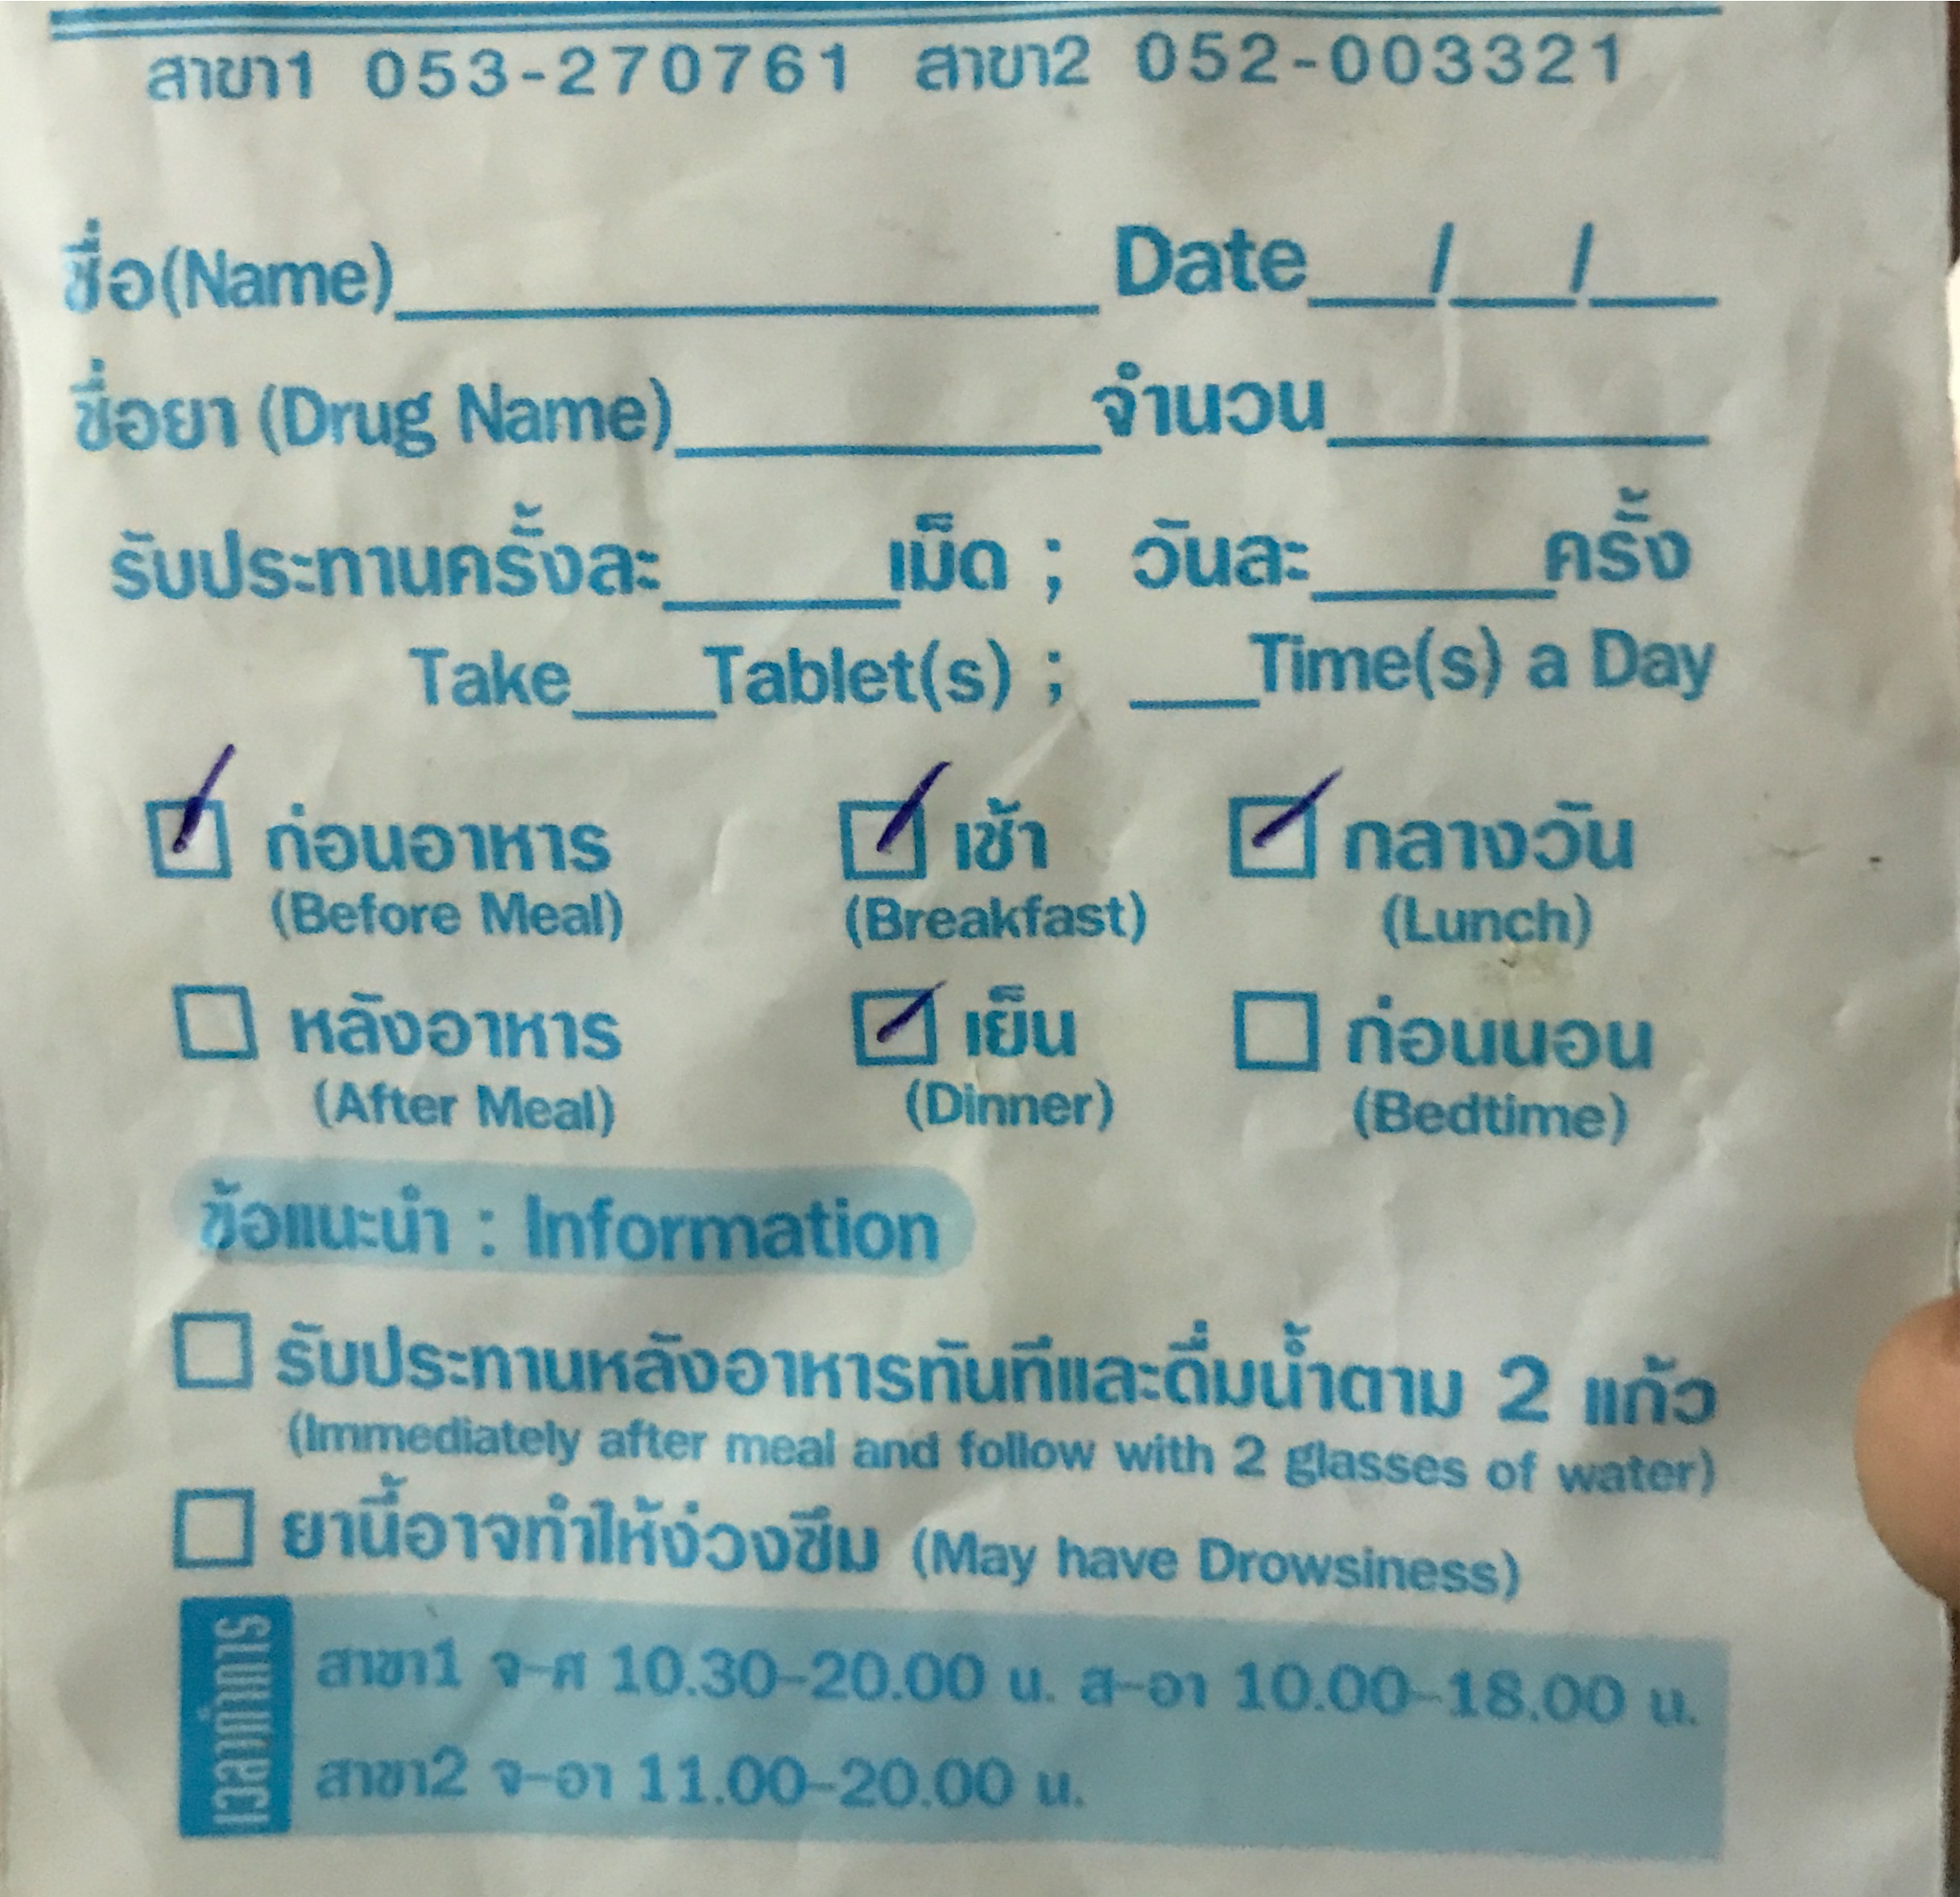 สาขา1 053-270761 สาขา2 052-003321
ชื่อ(Name)____________ Date___/___/___
ชื่อยา (Drug Name)________จำนวน________
รับประทานครั้งละ_____เม็ด ; วันละ_____ครั้ง
Take___Tablet(s) ; ___Time(s) a Day
ก่อนอาหาร เช้า กลางวัน
(Before Meal) (Breakfast) (Lunch)
หลังอาหาร เย็น ก่อนนอน
(After Meal) (Dinner) (Bedtime)
ข้อแนะนำ : Information
รับประทานหลังอาหารทันทีและดื่มน้ำตาม 2 แก้ว
(Immediately after meal and follow with 2 glasses of water)
ยานี้อาจทำให้ง่วงซึม (May have Drowsiness)
เวลาทำการ
สาขา1 จ-ศ 10.30-20.00 น. ส-อา 10.00-18.00 น.
สาขา2 จ-อา 11.00-20.00 น.